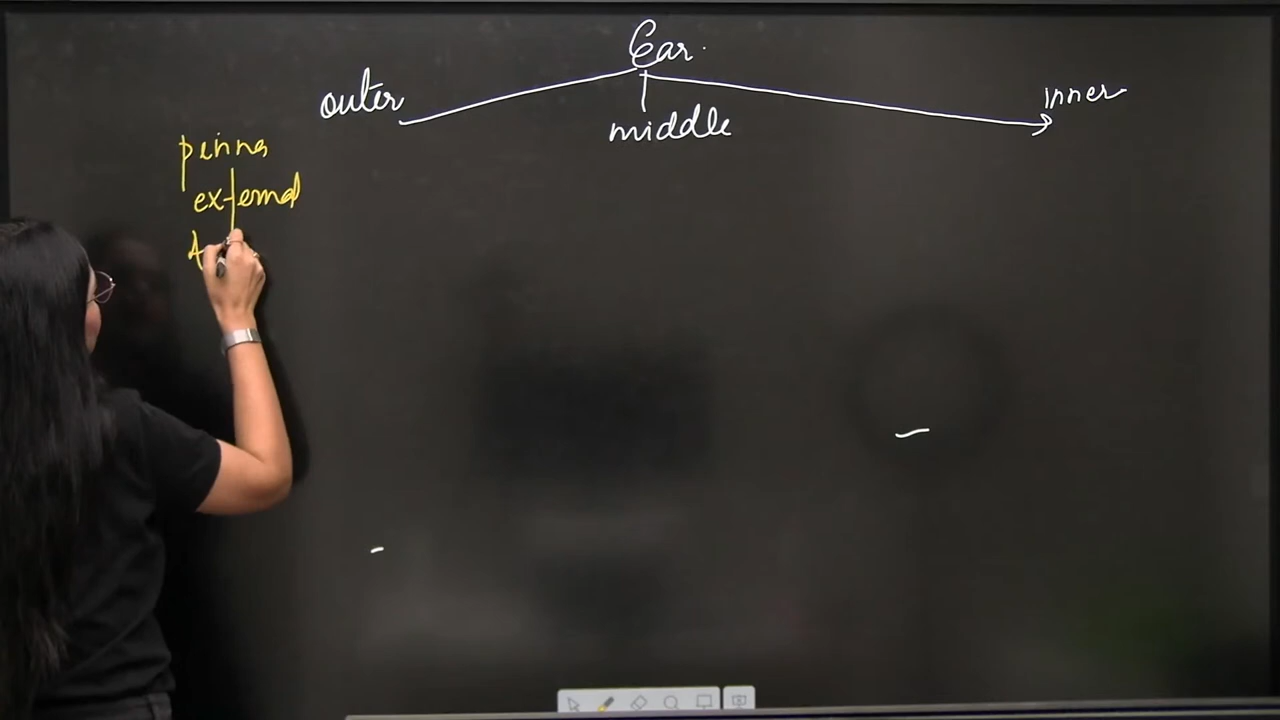 Ear.
outer
middle
inner
pinna
external